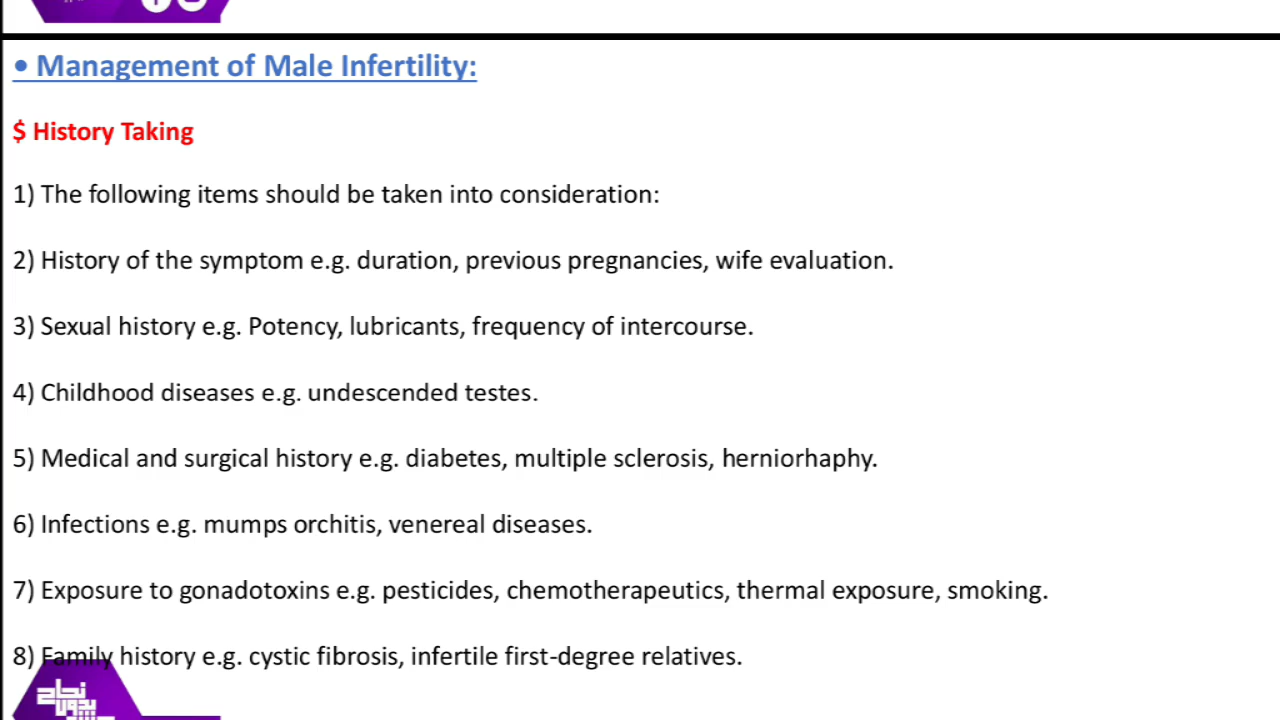 • Management of Male Infertility:
$ History Taking
1) The following items should be taken into consideration:
2) History of the symptom e.g. duration, previous pregnancies, wife evaluation.
3) Sexual history e.g. Potency, lubricants, frequency of intercourse.
4) Childhood diseases e.g. undescended testes.
5) Medical and surgical history e.g. diabetes, multiple sclerosis, herniorhaphy.
6) Infections e.g. mumps orchitis, venereal diseases.
7) Exposure to gonadotoxins e.g. pesticides, chemotherapeutics, thermal exposure, smoking.
8) Family history e.g. cystic fibrosis, infertile first-degree relatives.
نجاح
بدون